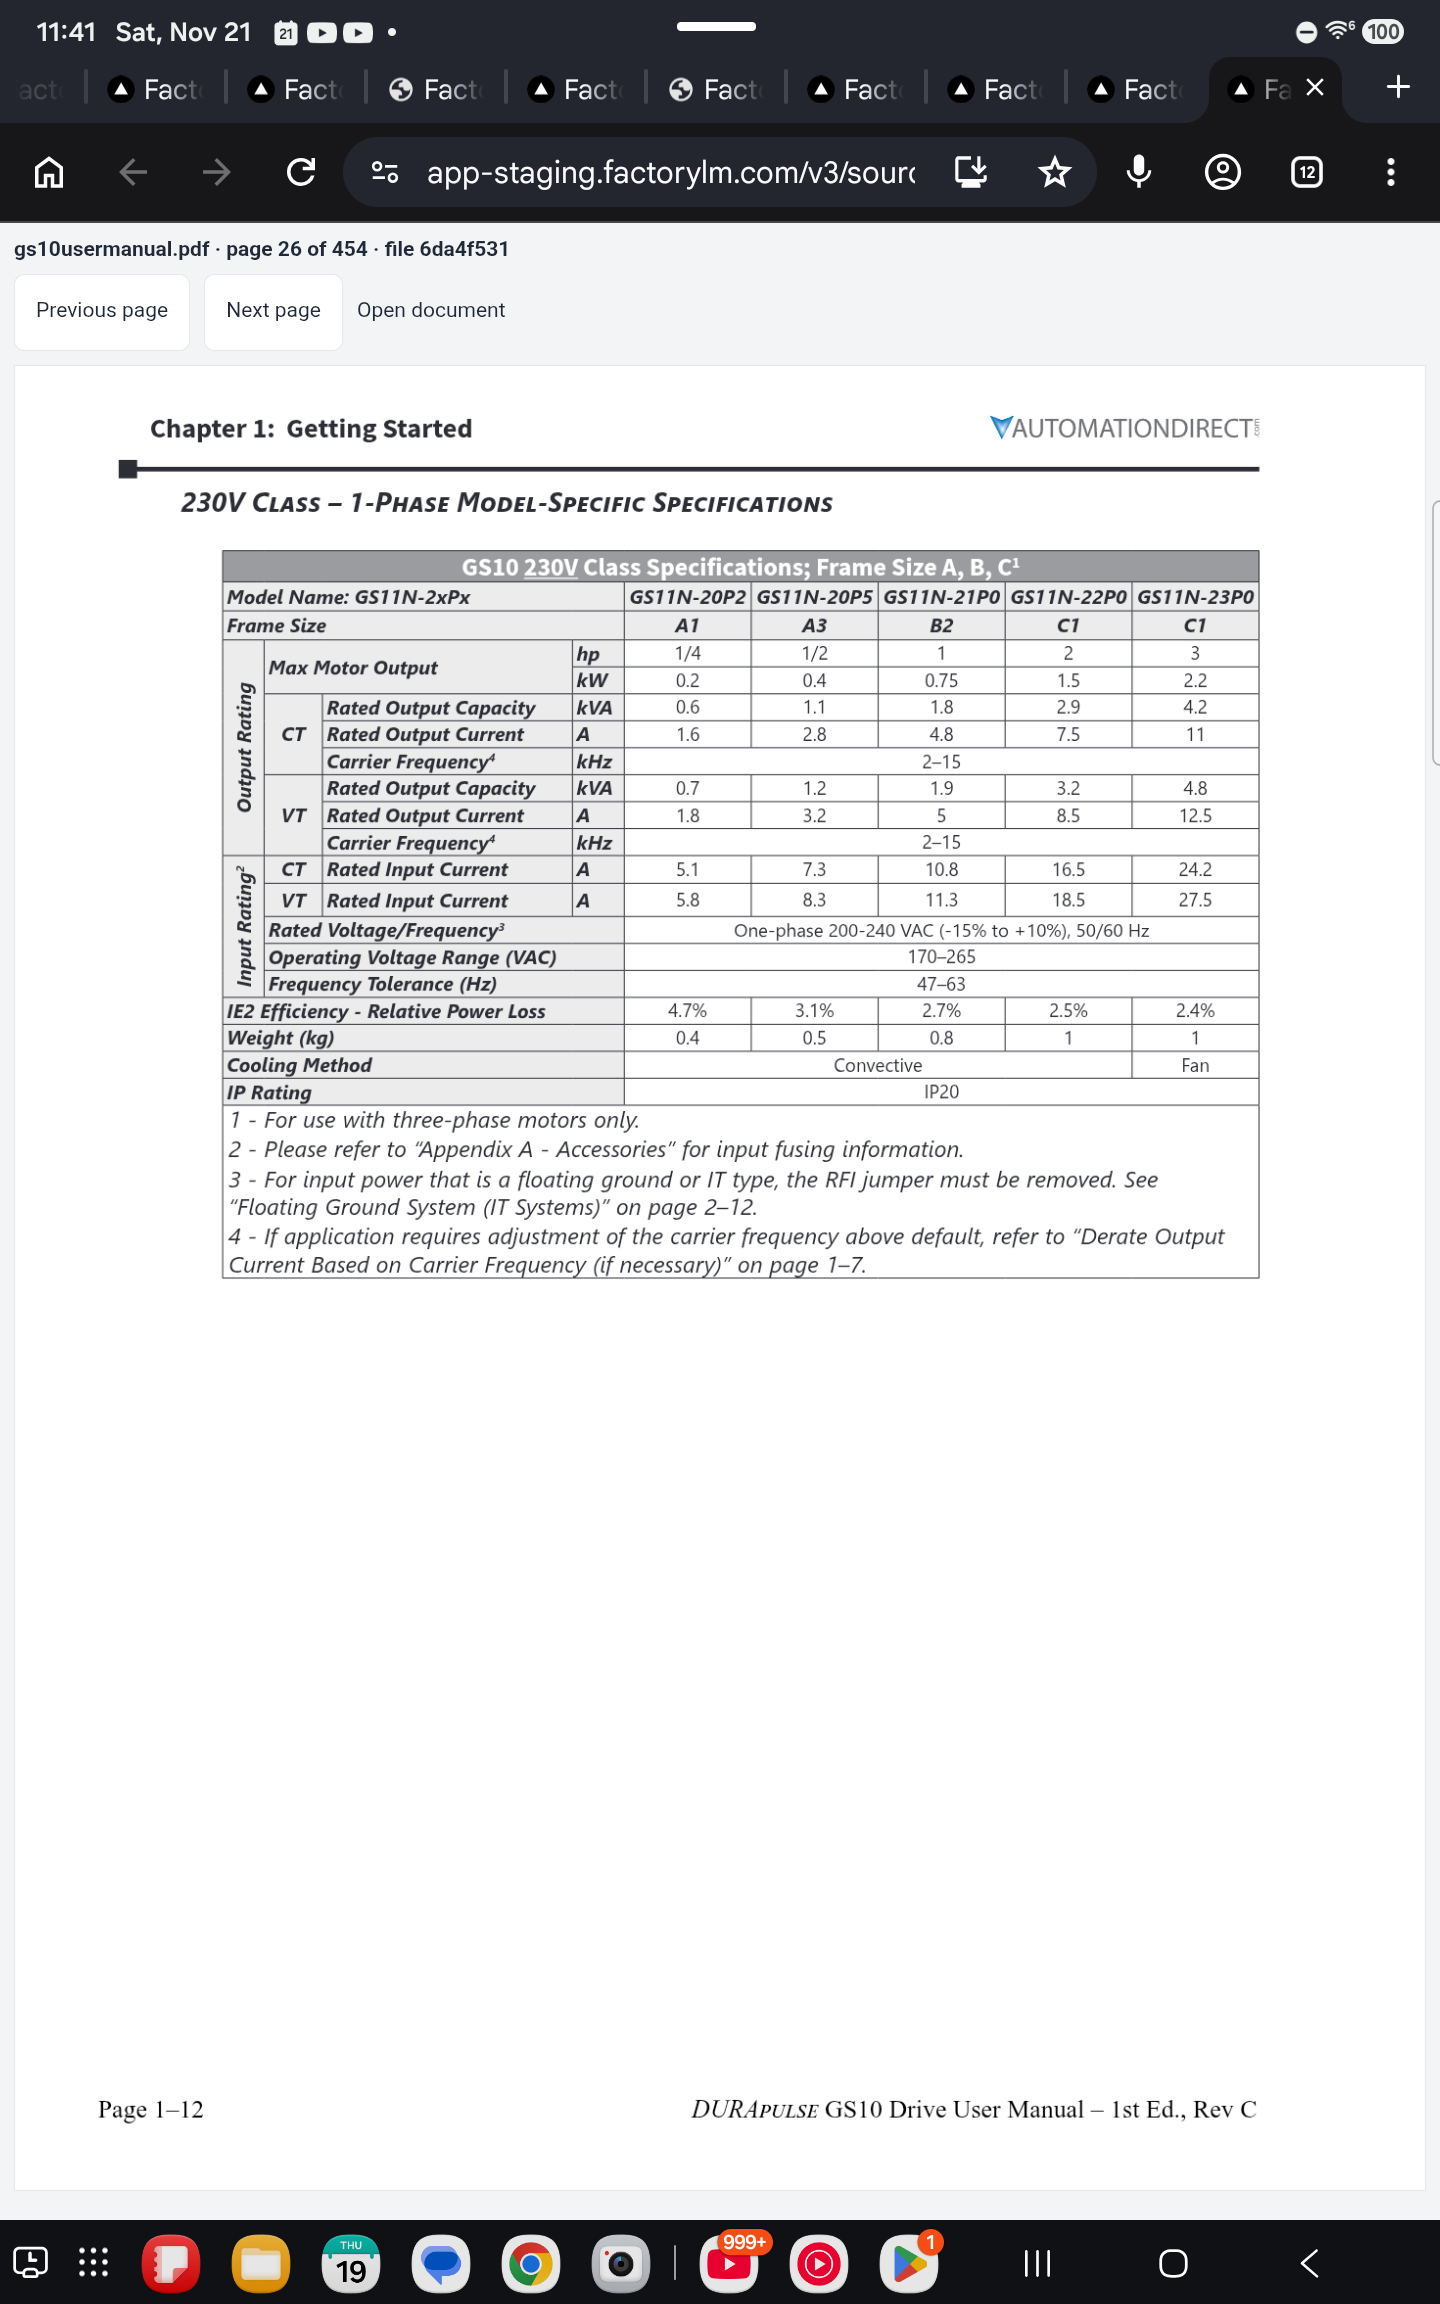 11:41 Sat, Nov 21 21 6 100
Fact Fact Fact Fact Fact Fact Fact Fact Fa
app-staging.factorylm.com/v3/sour 12
gs10usermanual.pdf · page 26 of 454 · file 6da4f531
Previous page Next page Open document
Chapter 1: Getting Started AUTOMATIONDIRECT
230V Class – 1-Phase Model-Specific Specifications
GS10 230V Class Specifications; Frame Size A, B, C1
Model Name: GS11N-2xPx GS11N-20P2 GS11N-20P5 GS11N-21P0 GS11N-22P0 GS11N-23P0
Frame Size A1 A3 B2 C1 C1
Output Rating
Max Motor Output hp 1/4 1/2 1 2 3
kW 0.2 0.4 0.75 1.5 2.2
CT Rated Output Capacity kVA 0.6 1.1 1.8 2.9 4.2
Rated Output Current A 1.6 2.8 4.8 7.5 11
Carrier Frequency4 kHz 2–15
VT Rated Output Capacity kVA 0.7 1.2 1.9 3.2 4.8
Rated Output Current A 1.8 3.2 5 8.5 12.5
Carrier Frequency4 kHz 2–15
Input Rating2
CT Rated Input Current A 5.1 7.3 10.8 16.5 24.2
VT Rated Input Current A 5.8 8.3 11.3 18.5 27.5
Rated Voltage/Frequency3 One-phase 200-240 VAC (-15% to +10%), 50/60 Hz
Operating Voltage Range (VAC) 170–265
Frequency Tolerance (Hz) 47–63
IE2 Efficiency - Relative Power Loss 4.7% 3.1% 2.7% 2.5% 2.4%
Weight (kg) 0.4 0.5 0.8 1 1
Cooling Method Convective Fan
IP Rating IP20
1 - For use with three-phase motors only.
2 - Please refer to “Appendix A - Accessories” for input fusing information.
3 - For input power that is a floating ground or IT type, the RFI jumper must be removed. See
“Floating Ground System (IT Systems)” on page 2–12.
4 - If application requires adjustment of the carrier frequency above default, refer to “Derate Output
Current Based on Carrier Frequency (if necessary)” on page 1–7.
Page 1–12 DURAPULSE GS10 Drive User Manual – 1st Ed., Rev C
THU
19
999+
1